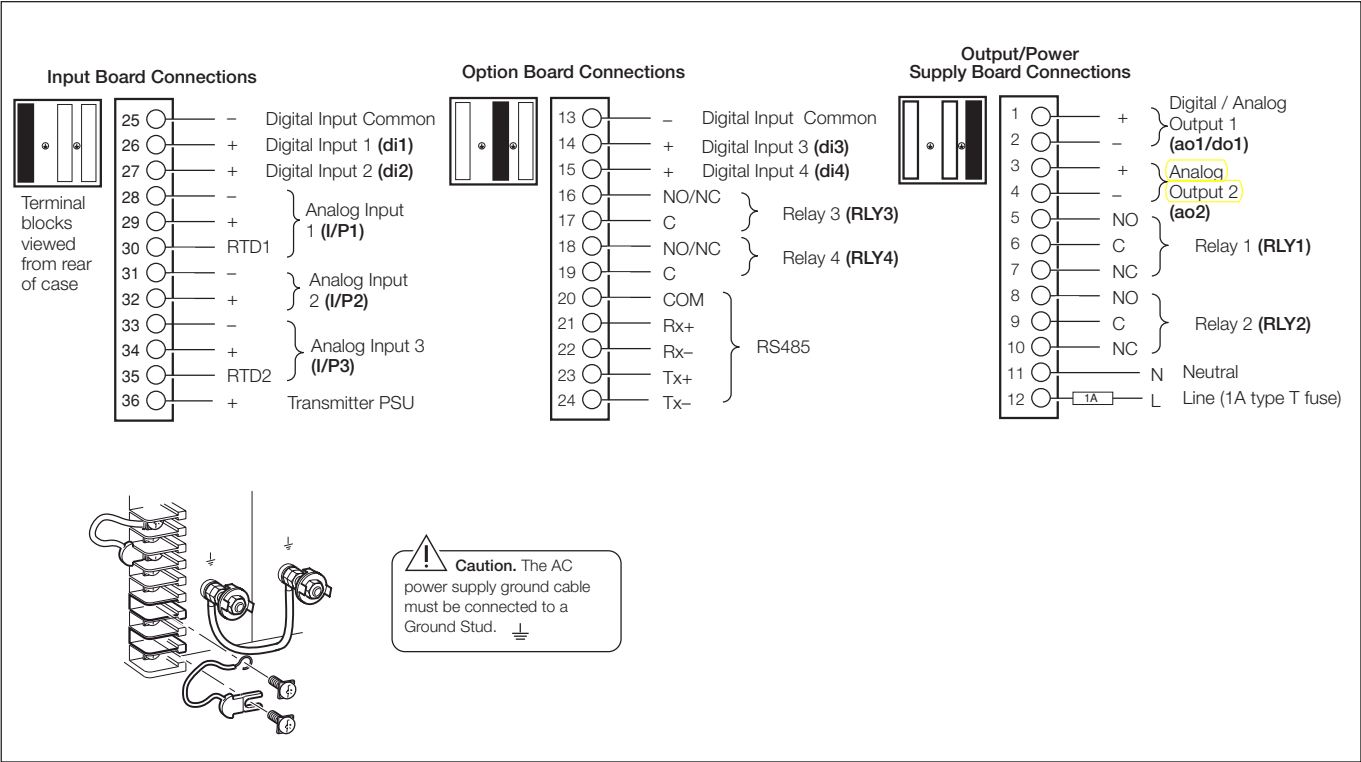 Input Board Connections
25 – Digital Input Common
26 + Digital Input 1 (di1)
27 + Digital Input 2 (di2)
28 –
29 +
30 RTD1
Analog Input
1 (I/P1)
31 –
32 +
Analog Input
2 (I/P2)
33 –
34 +
35 RTD2
Analog Input 3
(I/P3)
36 + Transmitter PSU
Terminal
blocks
viewed
from rear
of case
Option Board Connections
13 – Digital Input Common
14 + Digital Input 3 (di3)
15 + Digital Input 4 (di4)
16 NO/NC
17 C
Relay 3 (RLY3)
18 NO/NC
19 C
Relay 4 (RLY4)
20 COM
21 Rx+
22 Rx–
23 Tx+
24 Tx–
RS485
Output/Power
Supply Board Connections
1 +
2 –
Digital / Analog
Output 1
(ao1/do1)
3 +
4 –
Analog
Output 2
(ao2)
5 NO
6 C
7 NC
Relay 1 (RLY1)
8 NO
9 C
10 NC
Relay 2 (RLY2)
11 N Neutral
12 1A L Line (1A type T fuse)
Caution. The AC
power supply ground cable
must be connected to a
Ground Stud.